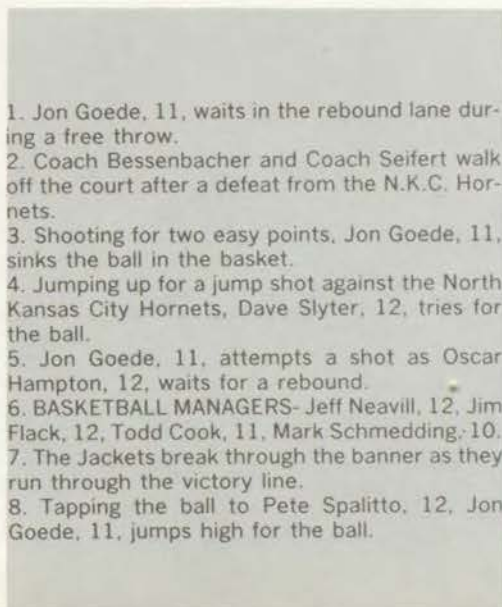 1. Jon Goede, 11, waits in the rebound lane dur-
ing a free throw.
2. Coach Bessenbacher and Coach Seifert walk
off the court after a defeat from the N.K.C. Hor-
nets.
3. Shooting for two easy points, Jon Goede, 11,
sinks the ball in the basket.
4. Jumping up for a jump shot against the North
Kansas City Hornets, Dave Slyter, 12, tries for
the ball.
5. Jon Goede, 11, attempts a shot as Oscar
Hampton, 12, waits for a rebound.
6. BASKETBALL MANAGERS- Jeff Neavill, 12, Jim
Flack, 12, Todd Cook, 11, Mark Schmedding, 10.
7. The Jackets break through the banner as they
run through the victory line.
8. Tapping the ball to Pete Spalitto, 12, Jon
Goede, 11, jumps high for the ball.